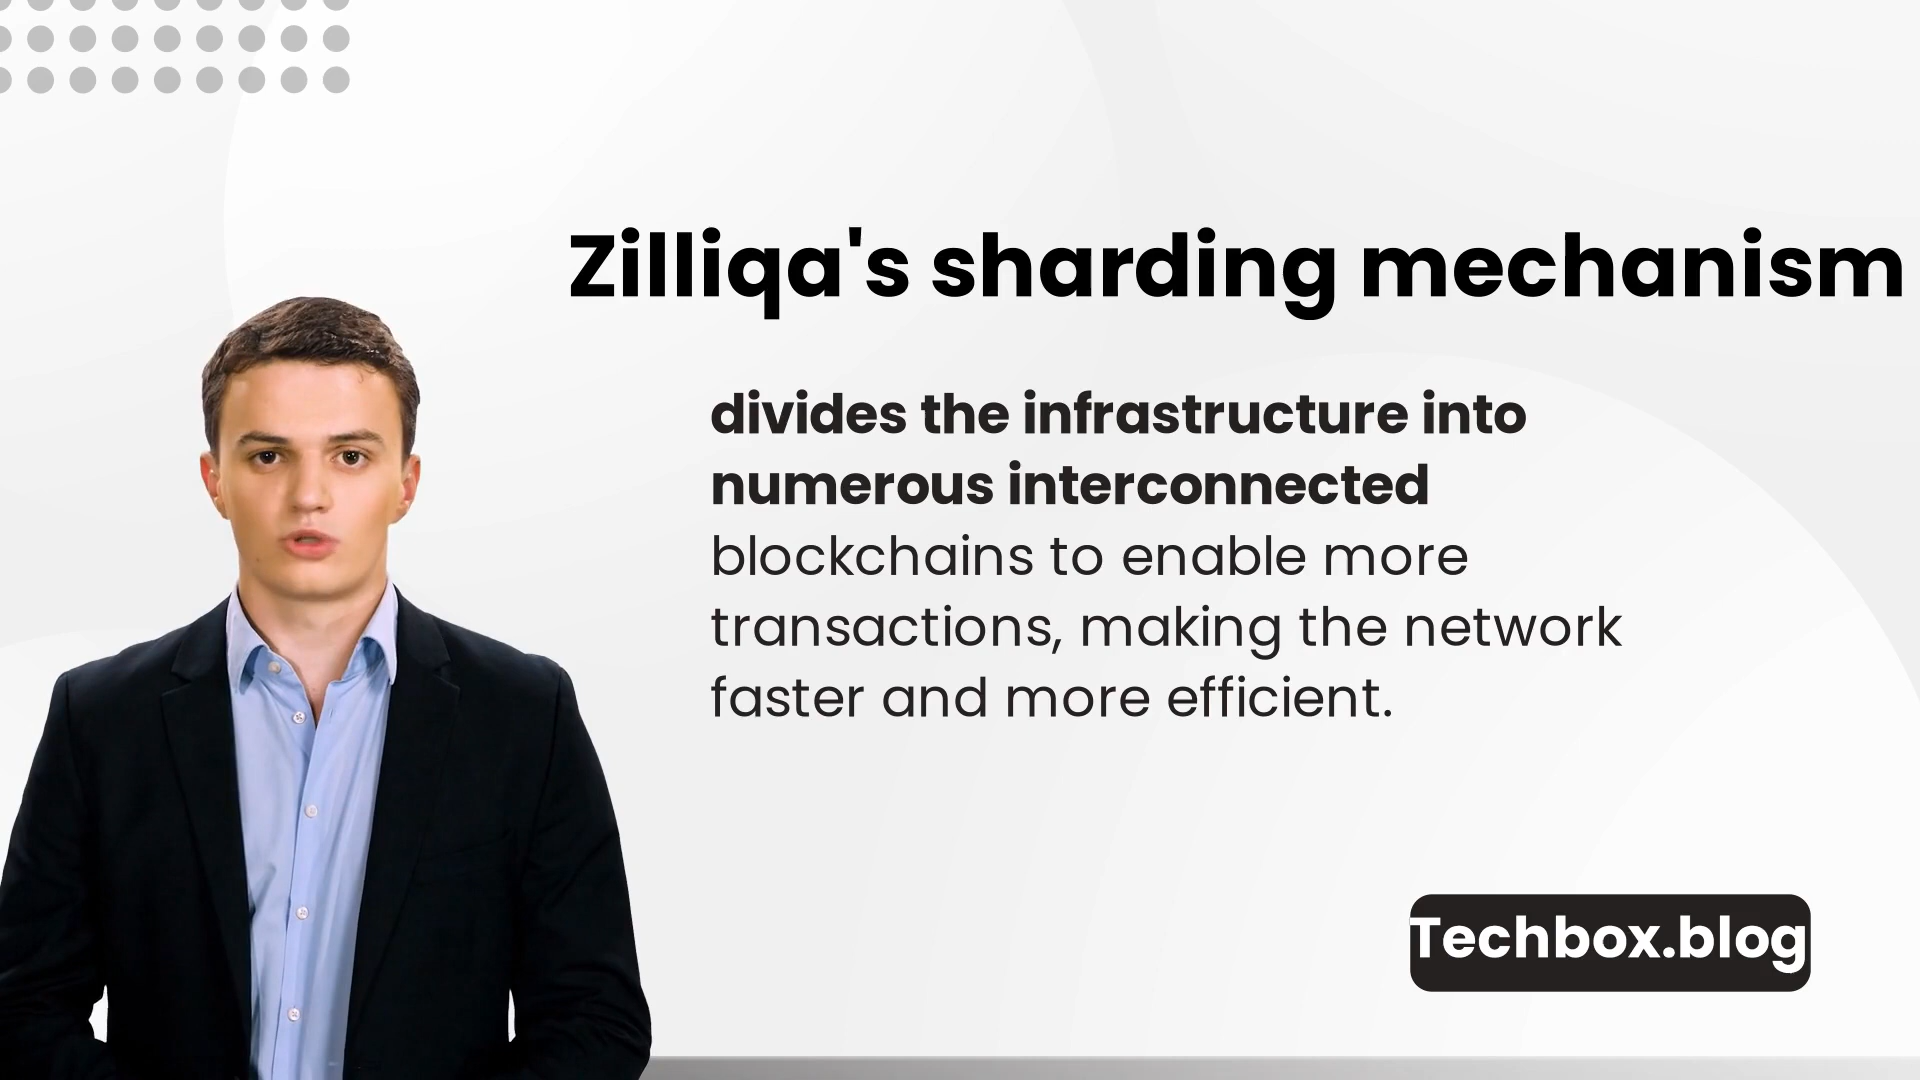 Zilliqa's sharding mechanism
divides the infrastructure into
numerous interconnected
blockchains to enable more
transactions, making the network
faster and more efficient.
Techbox.blog